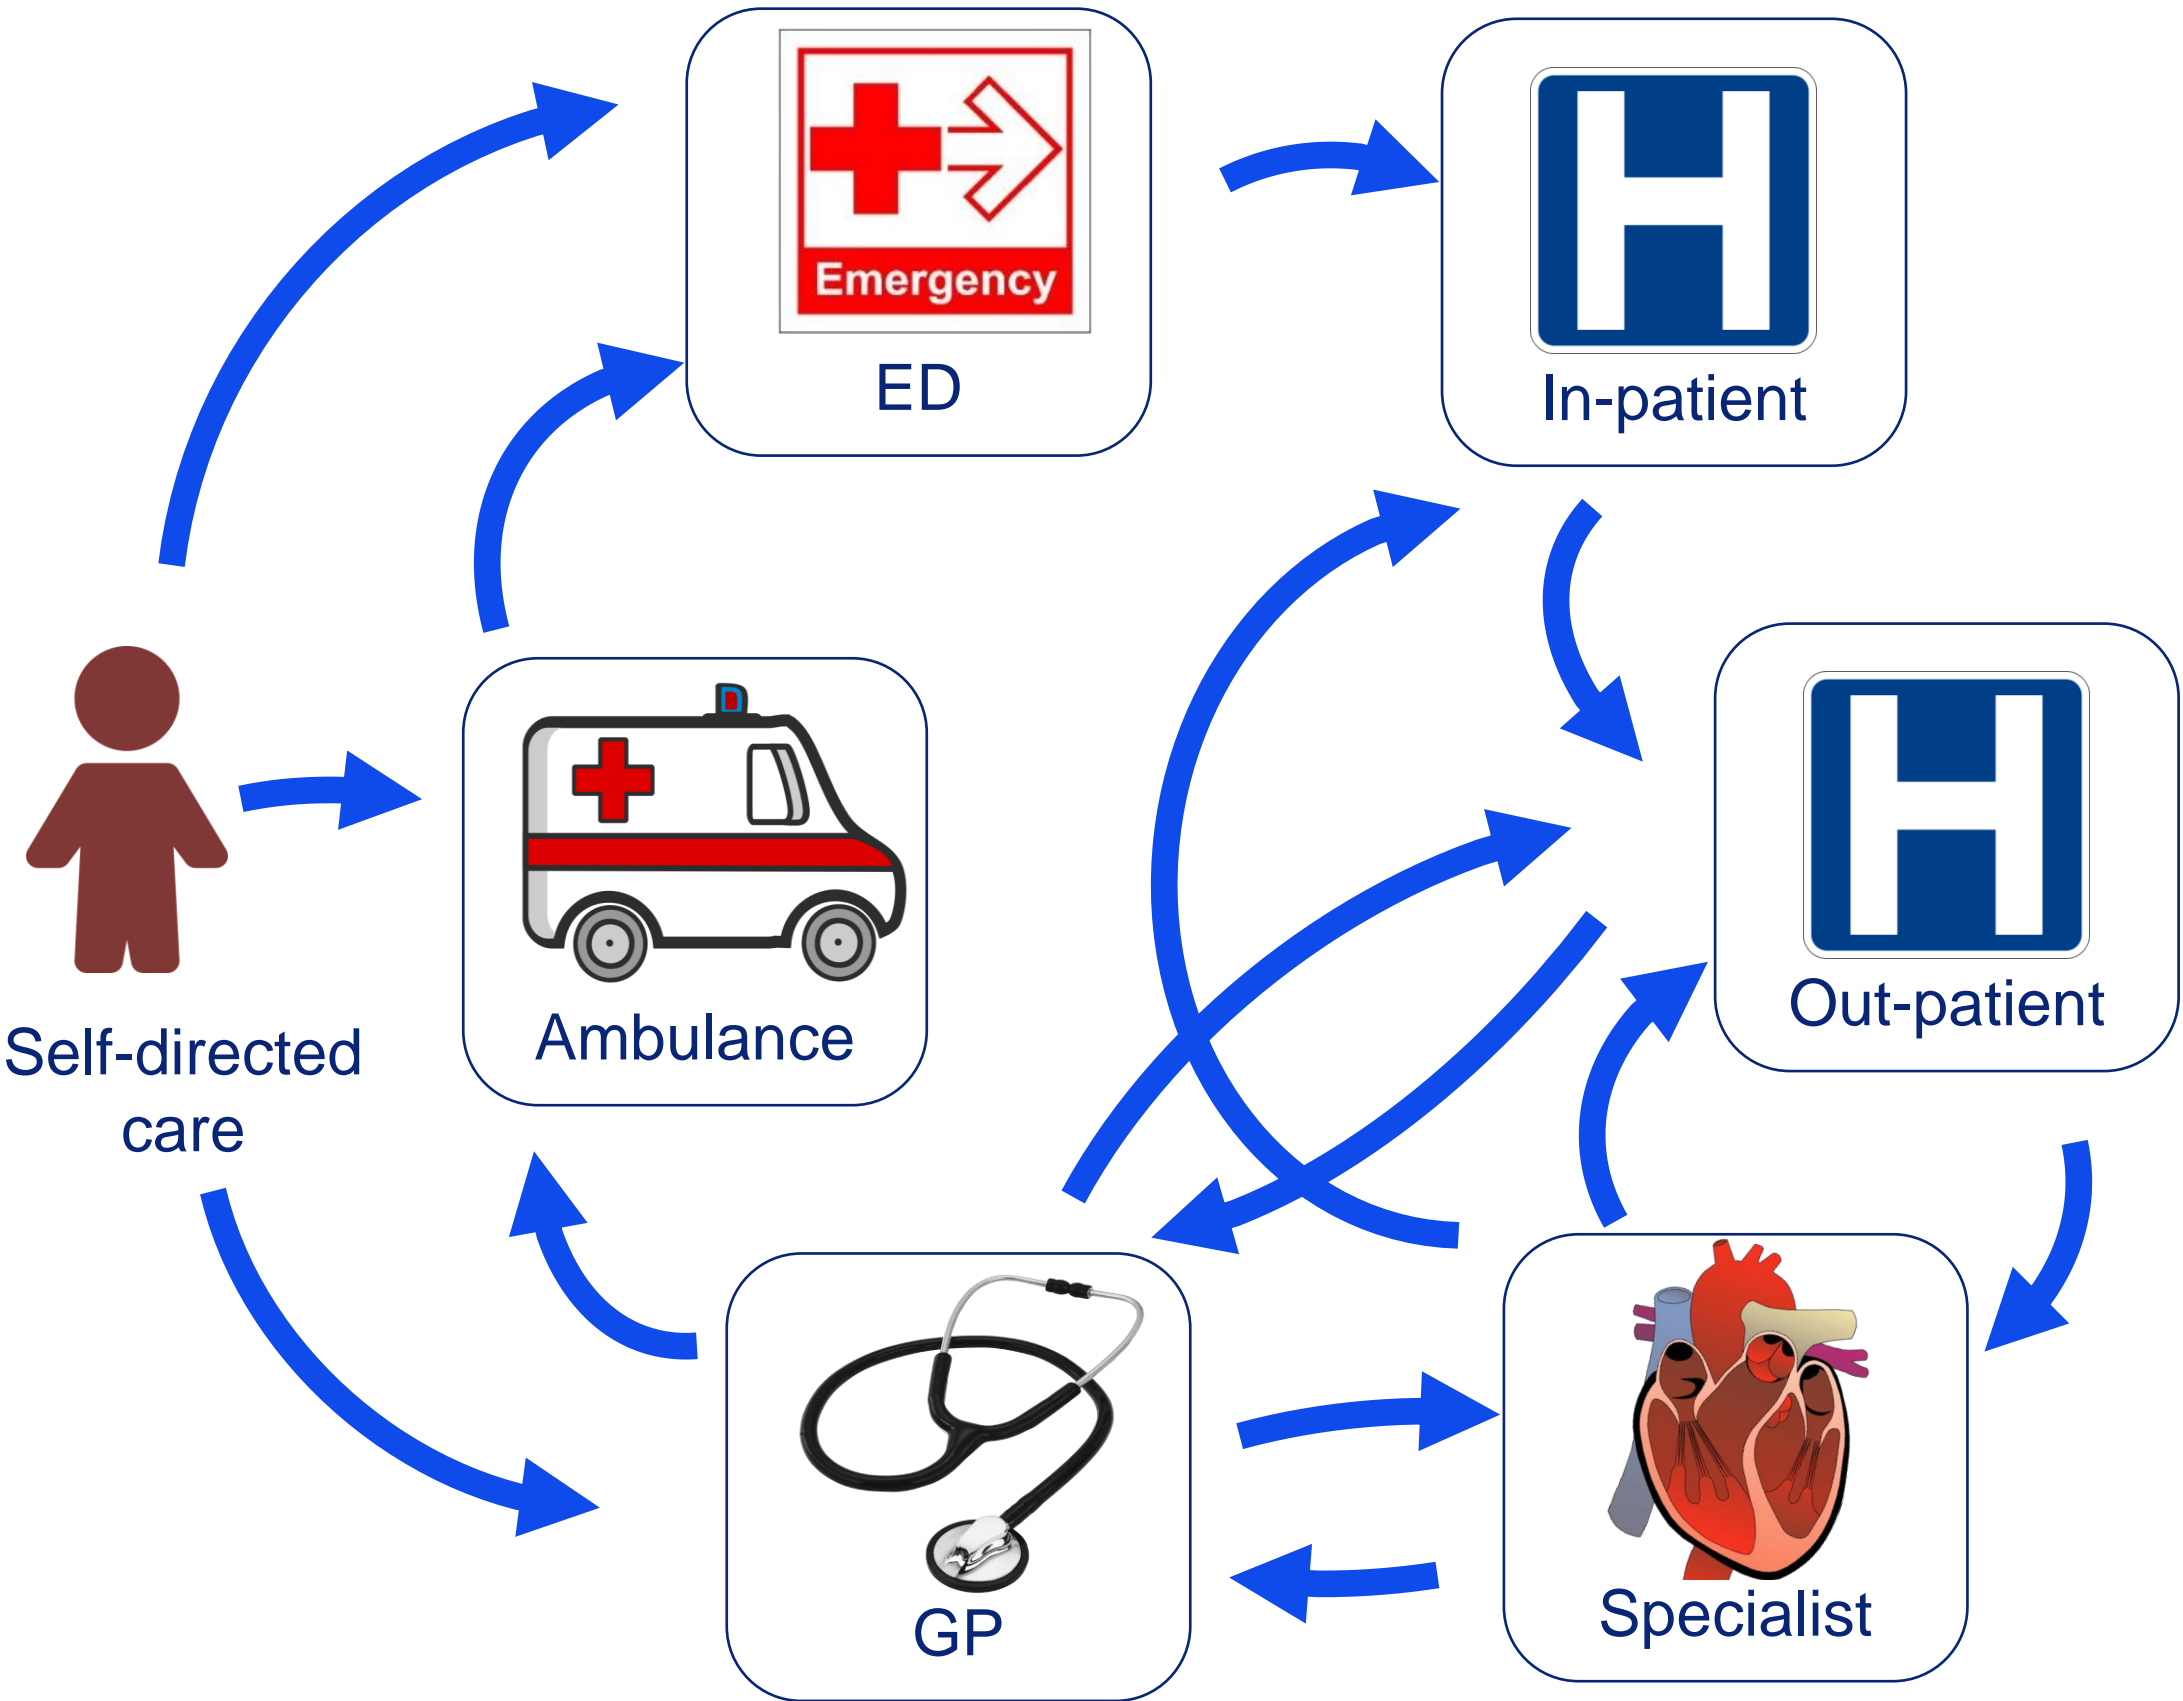 Emergency
ED
H
In-patient
H
Out-patient
Ambulance
Self-directed
care
GP
Specialist